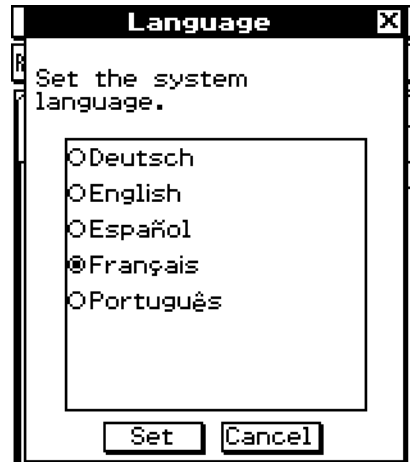 Language
Set the system
language.
Deutsch
English
Español
Français
Português
Set Cancel